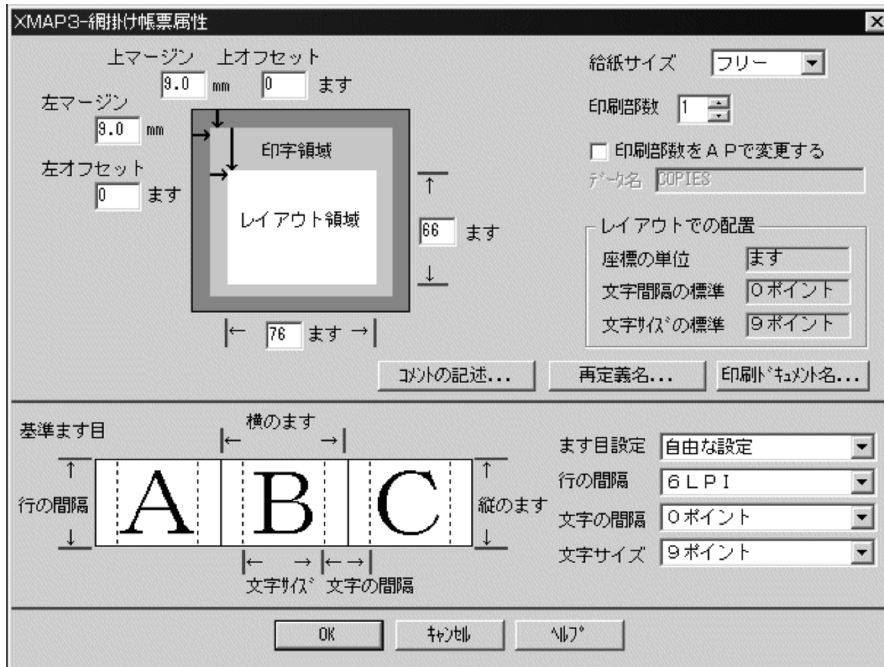 XMAP3-網掛け帳票属性
上マージン 上オフセット
9.0 mm 0 ます
左マージン
9.0 mm
左オフセット
0 ます
印字領域
レイアウト領域
66 ます
76 ます
給紙サイズ フリー
印刷部数 1
印刷部数をAPで変更する
データ名 COPIES
レイアウトでの配置
座標の単位 ます
文字間隔の標準 0ポイント
文字サイズの標準 9ポイント
コメントの記述... 再定義名... 印刷ドキュメント名...
基準ます目
横のます
行の間隔
A B C
縦のます
文字サイズ 文字の間隔
ます目設定 自由な設定
行の間隔 6LPI
文字の間隔 0ポイント
文字サイズ 9ポイント
OK キャンセル ヘルプ